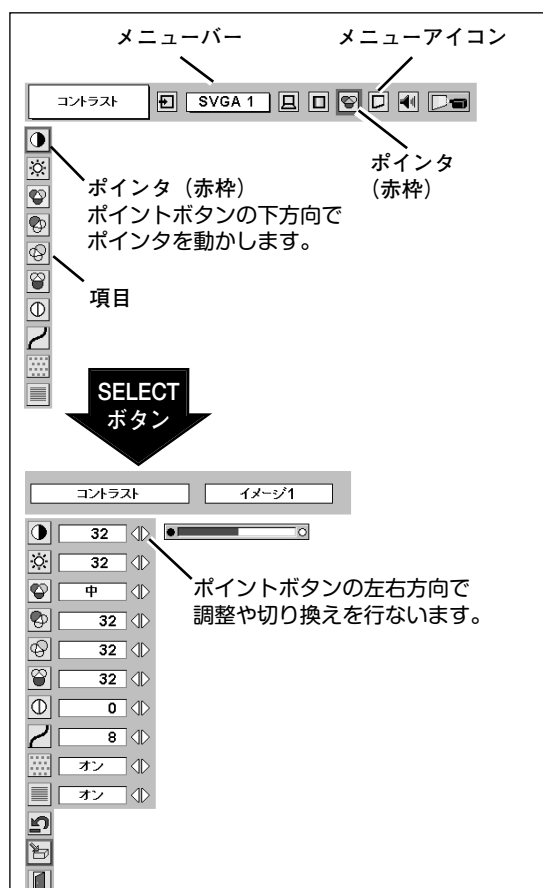 メニューバー
メニューアイコン
コントラスト
SVGA 1
ポインタ
(赤枠)
ポインタ（赤枠）
ポイントボタンの下方向で
ポインタを動かします。
項目
SELECT
ボタン
コントラスト
イメージ1
32
32
中
32
32
32
0
8
オン
オン
ポイントボタンの左右方向で
調整や切り換えを行ないます。